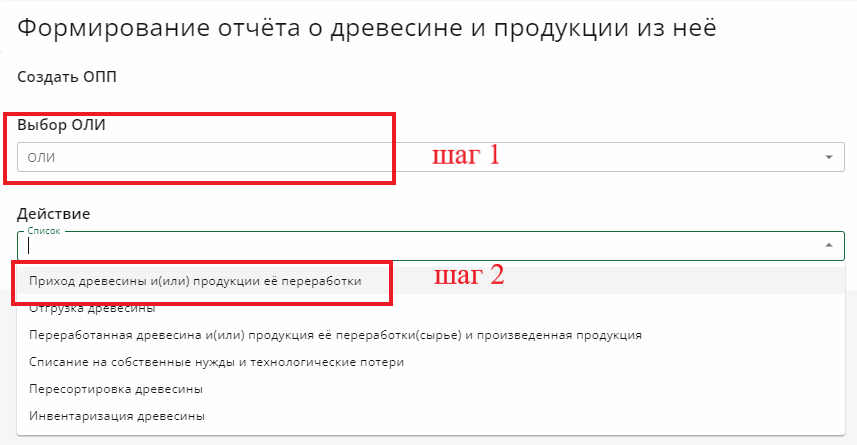 Формирование отчёта о древесине и продукции из неё
Создать ОПП
Выбор ОЛИ
ОЛИ
шаг 1
Действие
Список
Приход древесины и(или) продукции её переработки
шаг 2
Отгрузка древесины
Переработанная древесина и(или) продукция её переработки(сырье) и произведенная продукция
Списание на собственные нужды и технологические потери
Пересортировка древесины
Инвентаризация древесины